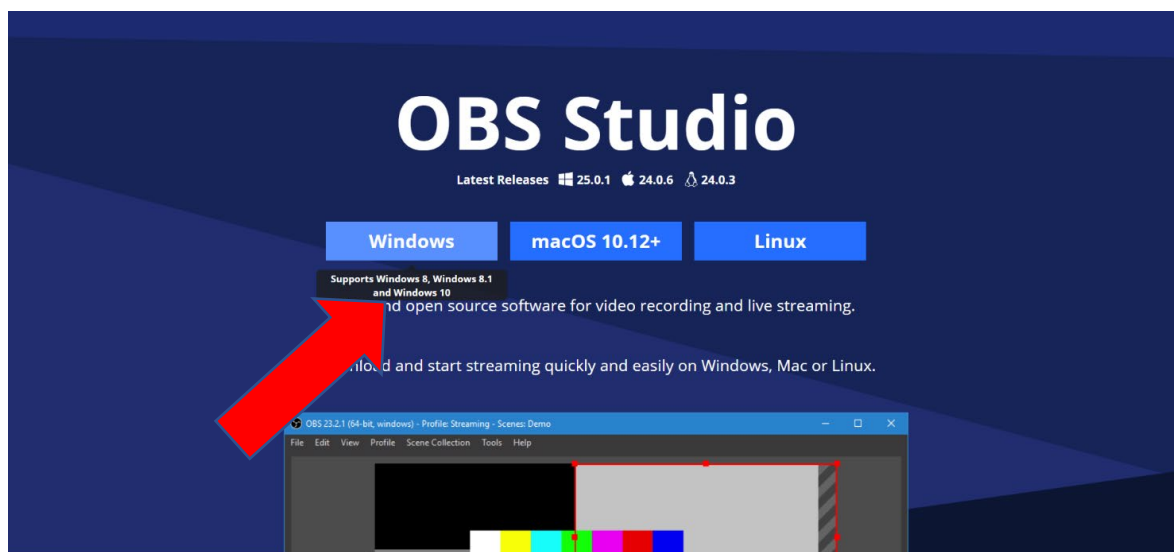 OBS Studio
Latest Releases 25.0.1 24.0.6 24.0.3
Windows macOS 10.12+ Linux
Supports Windows 8, Windows 8.1
and Windows 10
open source software for video recording and live streaming.
and start streaming quickly and easily on Windows, Mac or Linux.
OBS 23.2.1 (64-bit, windows) - Profile: Streaming - Scenes: Demo
File Edit View Profile Scene Collection Tools Help